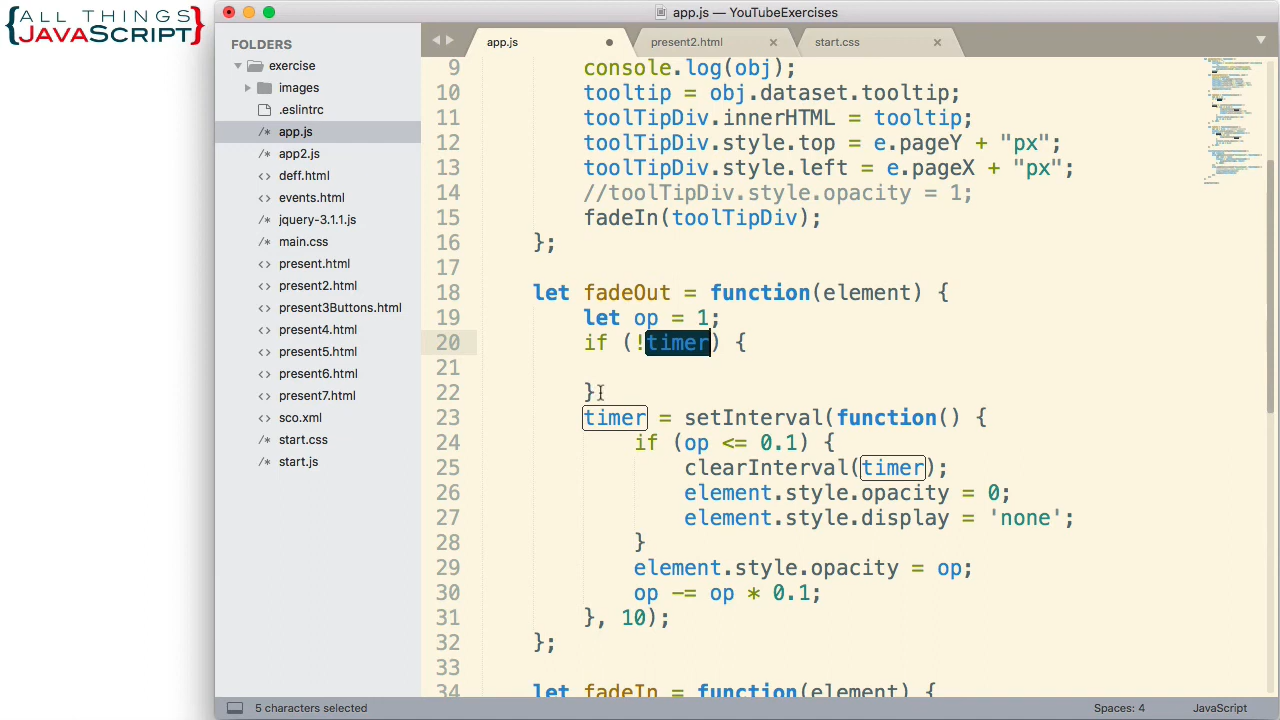 ALL THINGS
JAVASCRIPT
app.js — YouTubeExercises
FOLDERS
exercise
images
.eslintrc
app.js
app2.js
deff.html
events.html
jquery-3.1.1.js
main.css
present.html
present2.html
present3Buttons.html
present4.html
present5.html
present6.html
present7.html
sco.xml
start.css
start.js
app.js
present2.html
start.css
9 console.log(obj);
10 tooltip = obj.dataset.tooltip;
11 toolTipDiv.innerHTML = tooltip;
12 toolTipDiv.style.top = e.pageY + "px";
13 toolTipDiv.style.left = e.pageX + "px";
14 //toolTipDiv.style.opacity = 1;
15 fadeIn(toolTipDiv);
16 };
17
18 let fadeOut = function(element) {
19 let op = 1;
20 if (!timer) {
21
22 }
23 timer = setInterval(function() {
24 if (op <= 0.1) {
25 clearInterval(timer);
26 element.style.opacity = 0;
27 element.style.display = 'none';
28 }
29 element.style.opacity = op;
30 op -= op * 0.1;
31 }, 10);
32 };
33
34 let fadeIn = function(element) {
5 characters selected
Spaces: 4
JavaScript